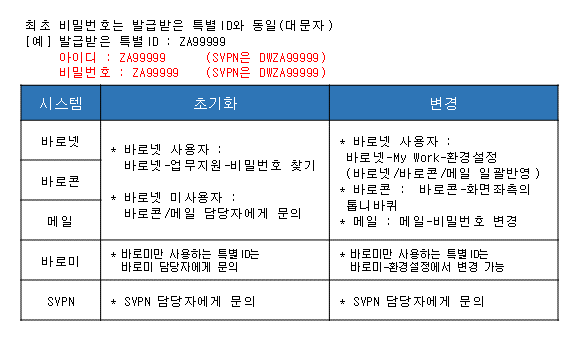 최초 비밀번호는 발급받은 특별ID와 동일(대문자)
[예] 발급받은 특별ID : ZA99999
아이디 : ZA99999 (SVPN은 DWZA99999)
비밀번호 : ZA99999 (SVPN은 DWZA99999)
시스템 초기화 변경
바로넷
바로콘
메일
* 바로넷 사용자 :
바로넷-업무지원-비밀번호 찾기
* 바로넷 미사용자 :
바로콘/메일 담당자에게 문의
* 바로넷 사용자 :
바로넷-My Work-환경설정
(바로넷/바로콘/메일 일괄반영)
* 바로콘 : 바로콘-화면좌측의
톱니바퀴
* 메일 : 메일-비밀번호 변경
바로미
* 바로미만 사용하는 특별ID는
바로미 담당자에게 문의
* 바로미만 사용하는 특별ID는
바로미-환경설정에서 변경 가능
SVPN
* SVPN 담당자에게 문의
* SVPN 담당자에게 문의